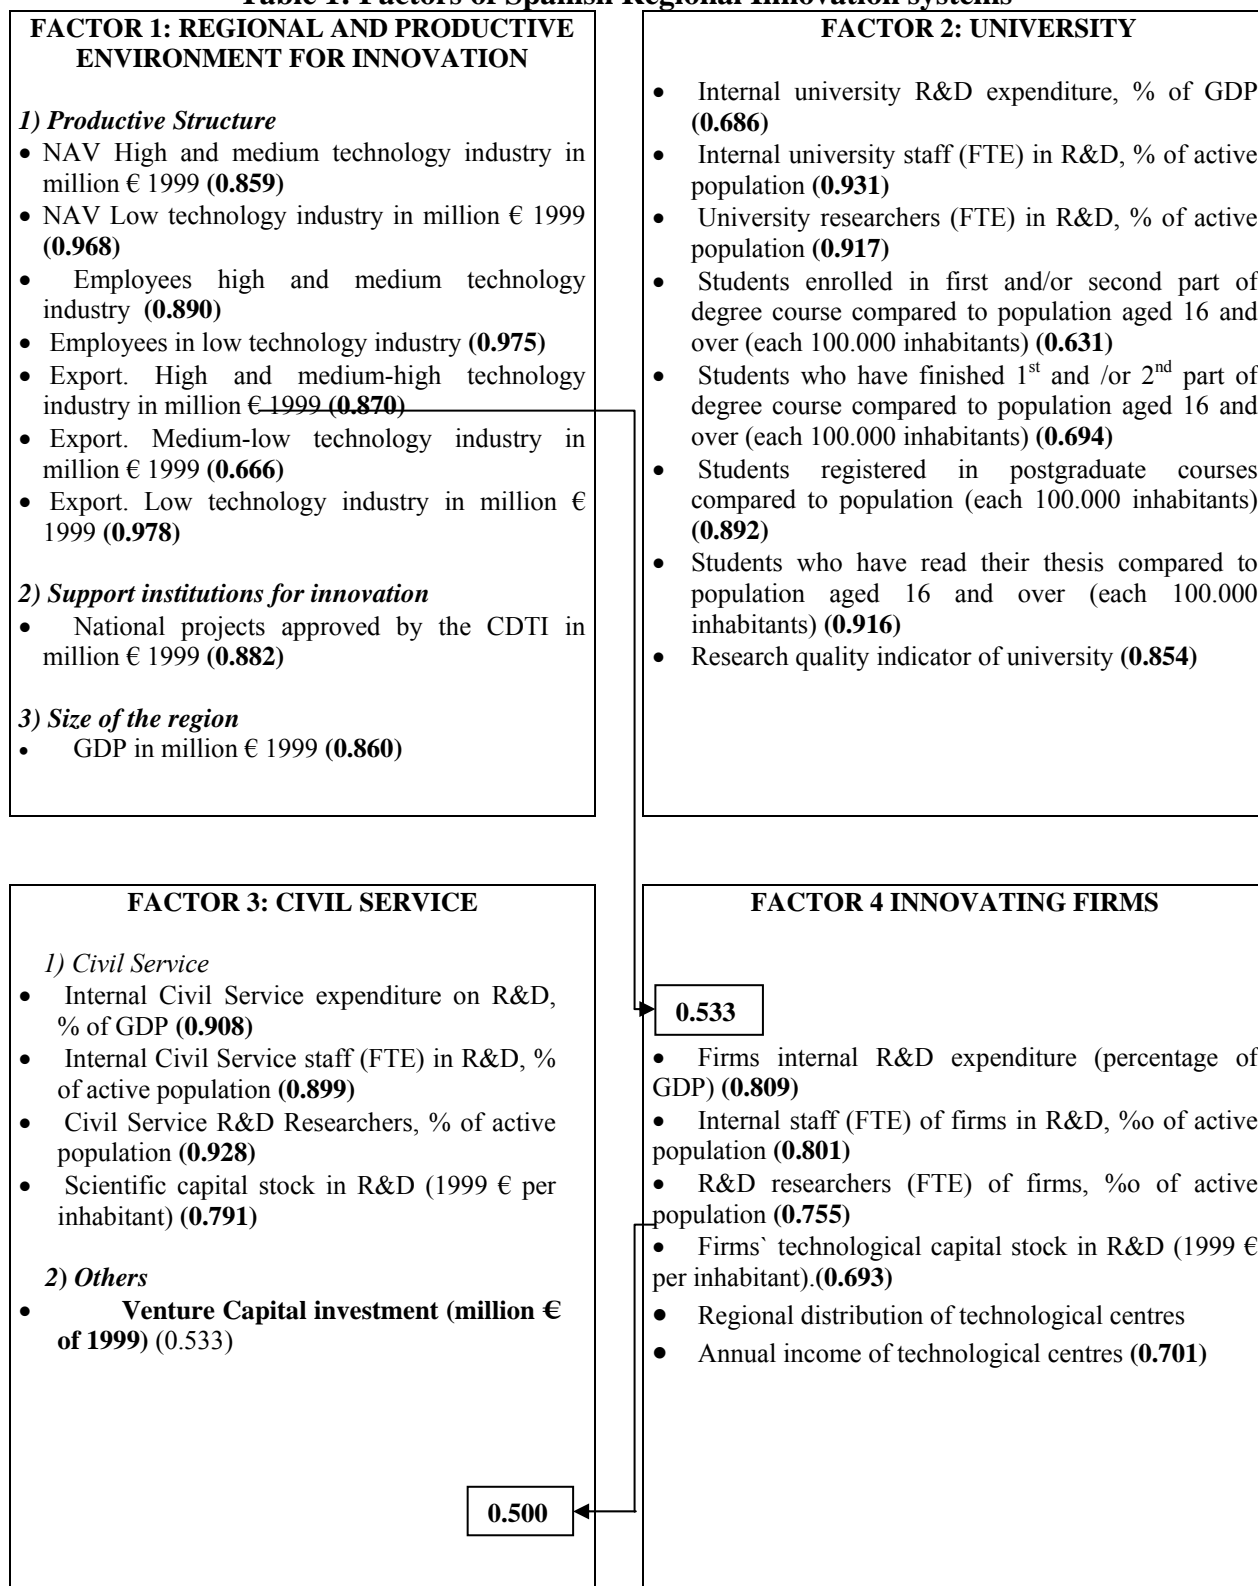 Table 1: Factors of Spanish Regional Innovation systems
FACTOR 1: REGIONAL AND PRODUCTIVE
ENVIRONMENT FOR INNOVATION
1) Productive Structure
• NAV High and medium technology industry in
million € 1999 (0.859)
• NAV Low technology industry in million € 1999
(0.968)
• Employees high and medium technology
industry (0.890)
• Employees in low technology industry (0.975)
• Export. High and medium-high technology
industry in million € 1999 (0.870)
• Export. Medium-low technology industry in
million € 1999 (0.666)
• Export. Low technology industry in million €
1999 (0.978)
2) Support institutions for innovation
• National projects approved by the CDTI in
million € 1999 (0.882)
3) Size of the region
• GDP in million € 1999 (0.860)
FACTOR 2: UNIVERSITY
• Internal university R&D expenditure, % of GDP
(0.686)
• Internal university staff (FTE) in R&D, % of active
population (0.931)
• University researchers (FTE) in R&D, % of active
population (0.917)
• Students enrolled in first and/or second part of
degree course compared to population aged 16 and
over (each 100.000 inhabitants) (0.631)
• Students who have finished 1st and /or 2nd part of
degree course compared to population aged 16 and
over (each 100.000 inhabitants) (0.694)
• Students registered in postgraduate courses
compared to population (each 100.000 inhabitants)
(0.892)
• Students who have read their thesis compared to
population aged 16 and over (each 100.000
inhabitants) (0.916)
• Research quality indicator of university (0.854)
FACTOR 3: CIVIL SERVICE
1) Civil Service
• Internal Civil Service expenditure on R&D,
% of GDP (0.908)
• Internal Civil Service staff (FTE) in R&D, %
of active population (0.899)
• Civil Service R&D Researchers, % of active
population (0.928)
• Scientific capital stock in R&D (1999 € per
inhabitant) (0.791)
2) Others
• Venture Capital investment (million €
of 1999) (0.533)
0.500
FACTOR 4 INNOVATING FIRMS
0.533
• Firms internal R&D expenditure (percentage of
GDP) (0.809)
• Internal staff (FTE) of firms in R&D, %o of active
population (0.801)
• R&D researchers (FTE) of firms, %o of active
population (0.755)
• Firms` technological capital stock in R&D (1999 €
per inhabitant).(0.693)
• Regional distribution of technological centres
• Annual income of technological centres (0.701)